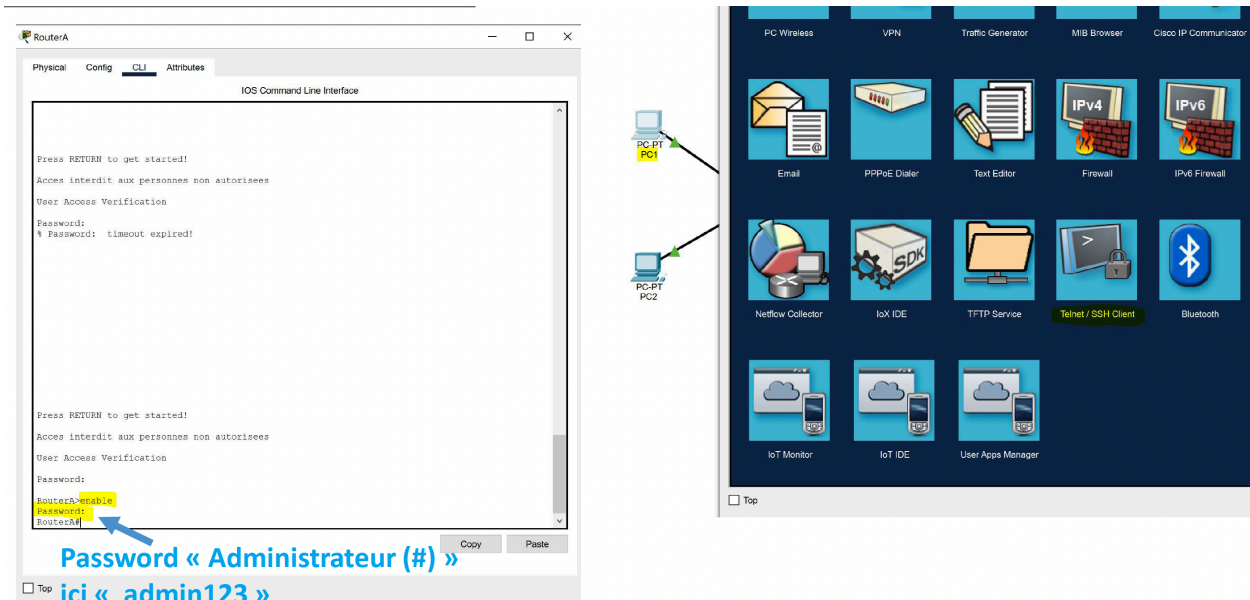 RouterA
Physical Config CLI Attributes
IOS Command Line Interface
Press RETURN to get started!
Acces interdit aux personnes non autorisees
User Access Verification
Password:
% Password: timeout expired!
Press RETURN to get started!
Acces interdit aux personnes non autorisees
User Access Verification
Password:
RouterA>enable
Password:
RouterA#
Copy Paste
Password « Administrateur (#) »
Top
ici « admin123 »
PC-PT
PC1
PC-PT
PC2
PC Wireless VPN Traffic Generator MIB Browser Cisco IP Communicator
IPv4 IPv6
Email PPPoE Dialer Text Editor Firewall IPv6 Firewall
SDK
Netflow Collector IoX IDE TFTP Service Telnet / SSH Client Bluetooth
IoT Monitor IoT IDE User Apps Manager
Top